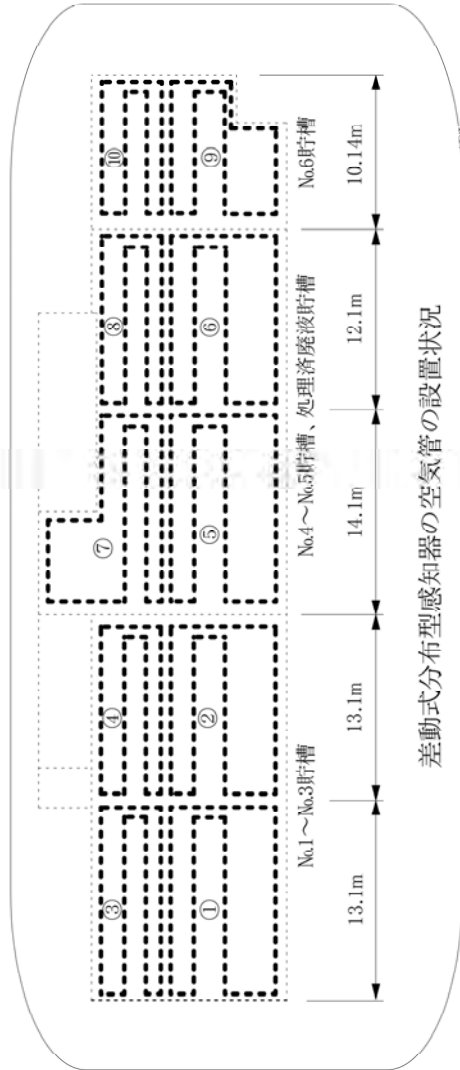 ③
④
⑦
⑧
⑩
①
②
⑤
⑥
⑨
No.1～No.3貯槽
No.4～No.5貯槽、処理済廃液貯槽
No.6貯槽
13.1m
13.1m
14.1m
12.1m
10.14m
差動式分布型感知器の空気管の設置状況